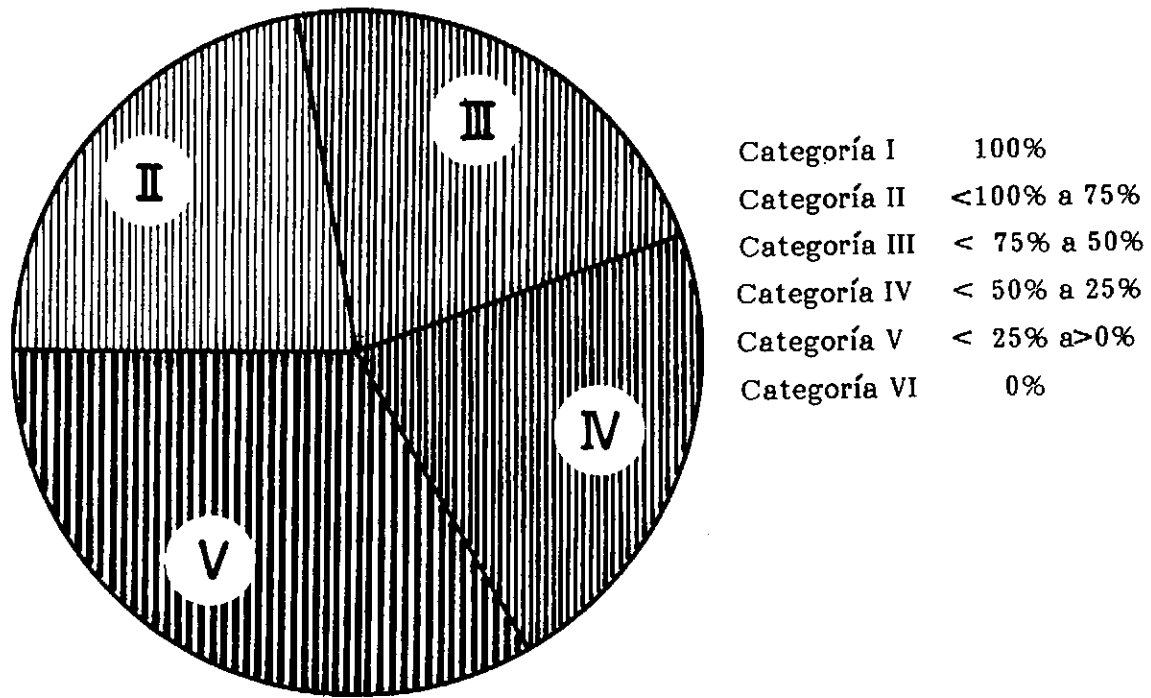 III
II
IV
V
Categoría I 100%
Categoría II <100% a 75%
Categoría III < 75% a 50%
Categoría IV < 50% a 25%
Categoría V < 25% a>0%
Categoría VI 0%